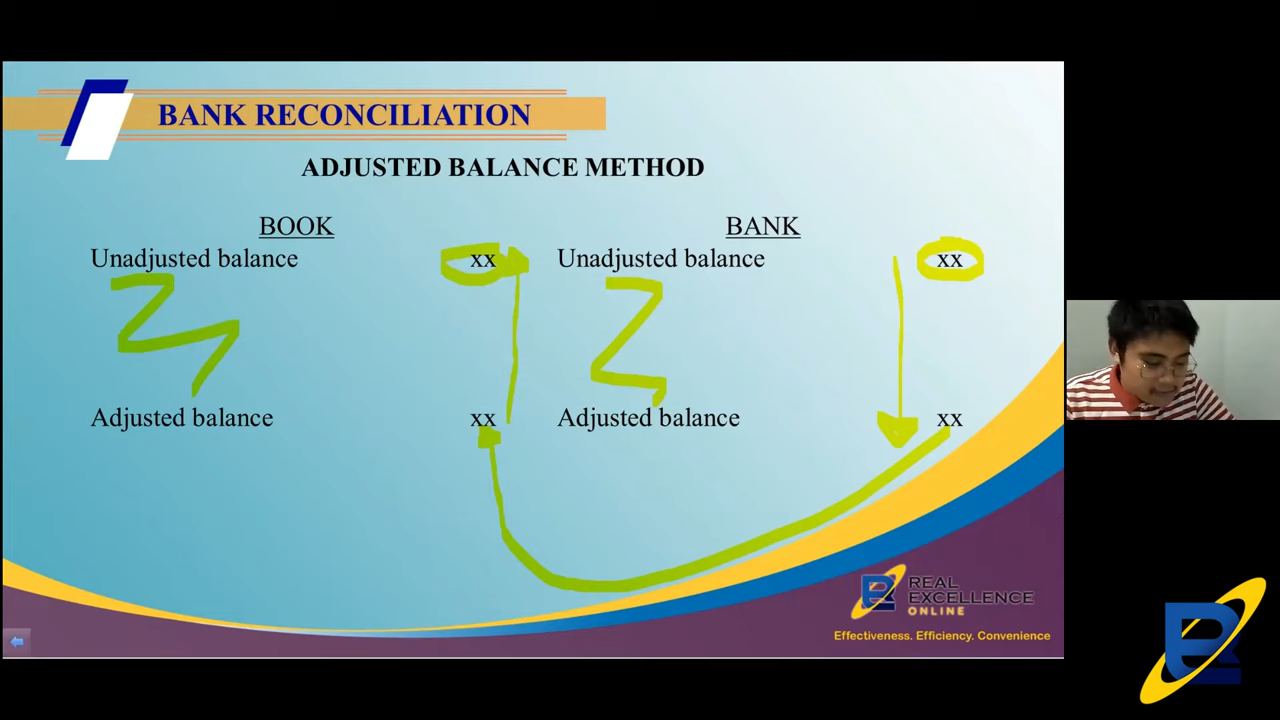 BANK RECONCILIATION
ADJUSTED BALANCE METHOD
BOOK BANK
Unadjusted balance xx Unadjusted balance xx
Adjusted balance xx Adjusted balance xx
REAL
EXCELLENCE
ONLINE
Effectiveness. Efficiency. Convenience